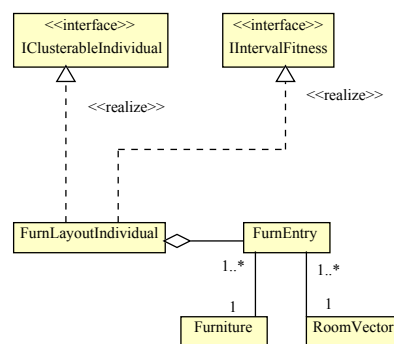 <<interface>>
IClusterableIndividual
<<interface>>
IIntervalFitness
<<realize>>
<<realize>>
FurnLayoutIndividual
FurnEntry
1..*
1..*
1
1
Furniture
RoomVector